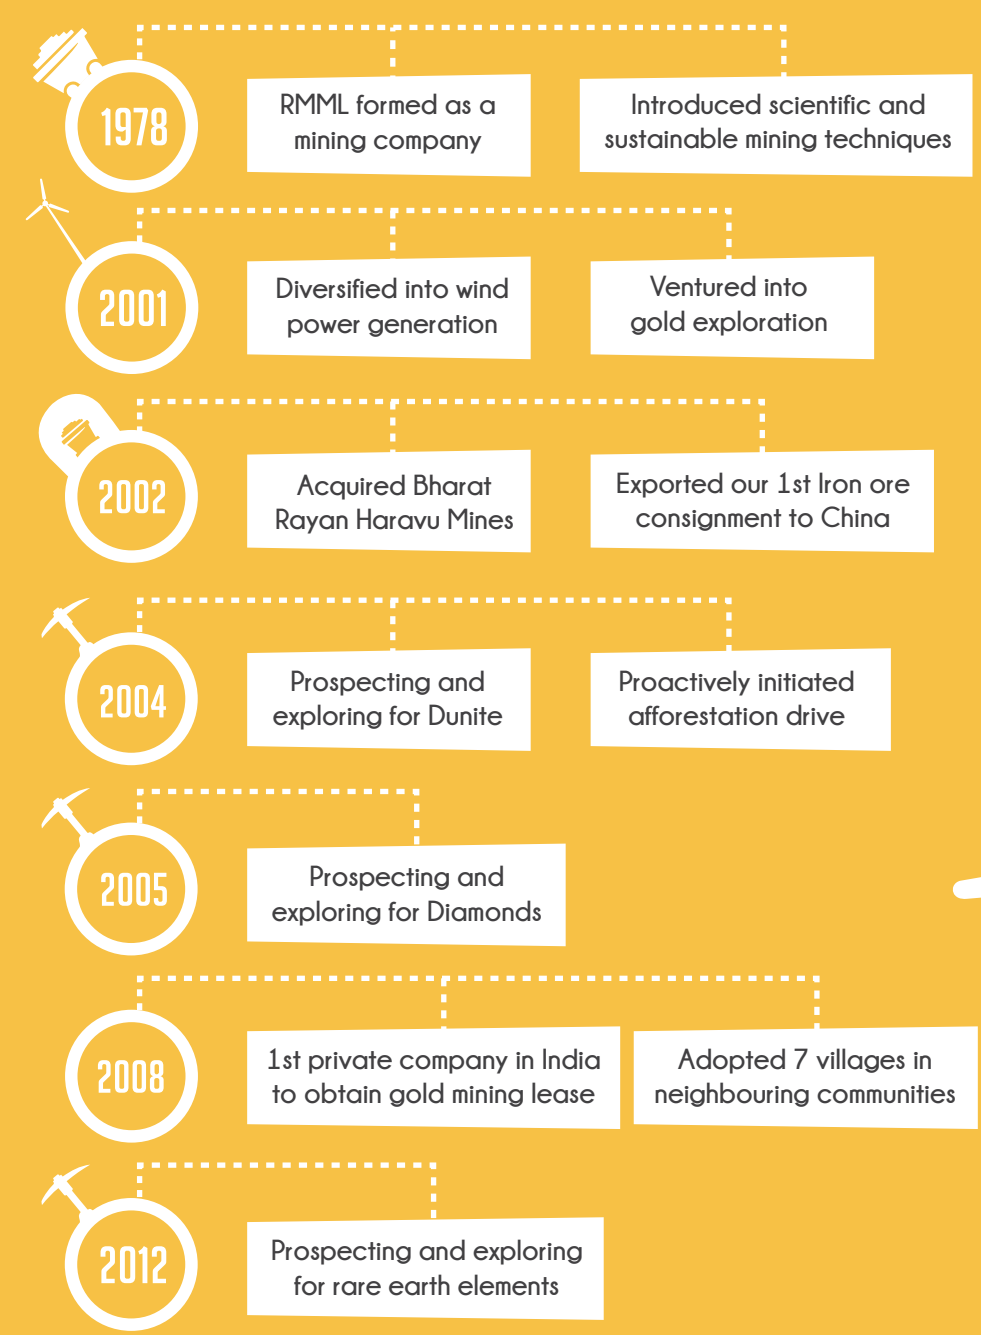 1978
RMML formed as a
mining company
Introduced scientific and
sustainable mining techniques
2001
Diversified into wind
power generation
Ventured into
gold exploration
2002
Acquired Bharat
Rayan Haravu Mines
Exported our 1st Iron ore
consignment to China
2004
Prospecting and
exploring for Dunite
Proactively initiated
afforestation drive
2005
Prospecting and
exploring for Diamonds
2008
1st private company in India
to obtain gold mining lease
Adopted 7 villages in
neighbouring communities
2012
Prospecting and exploring
for rare earth elements